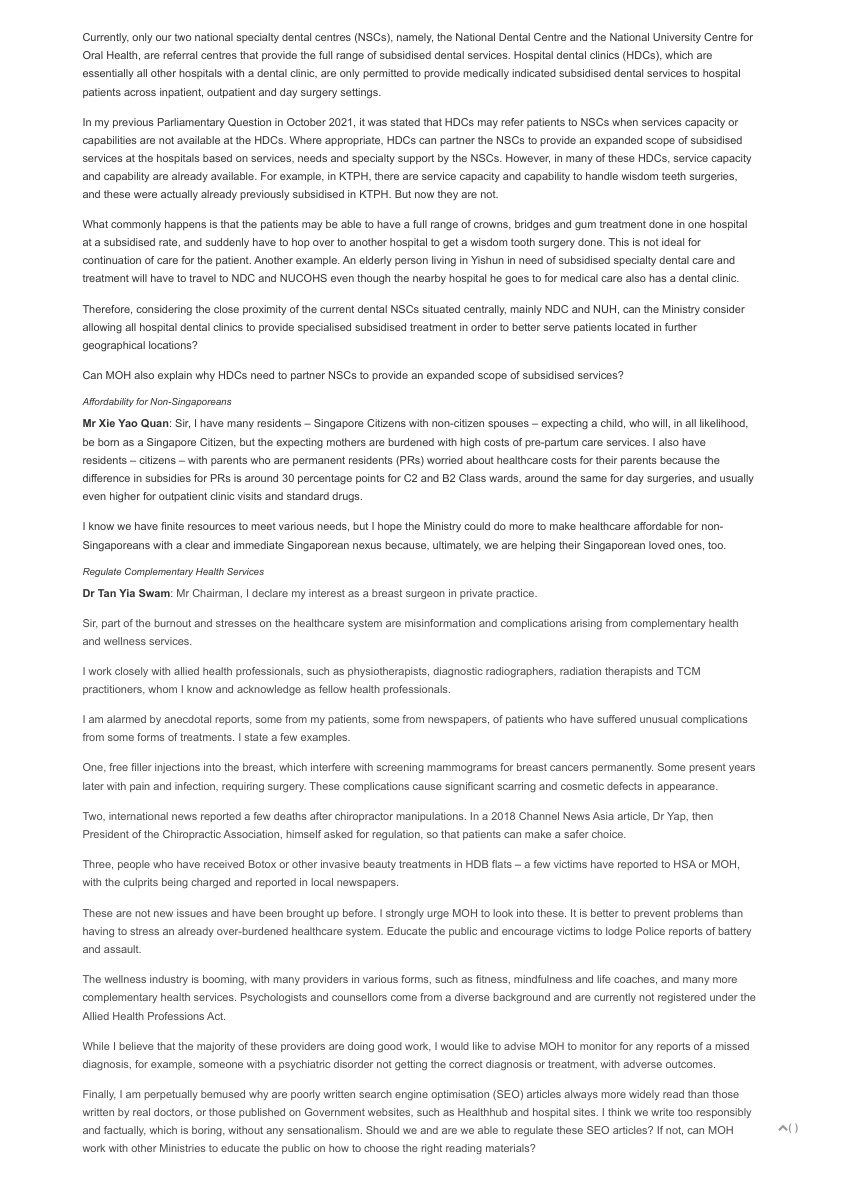 Currently, only our two national specialty dental centres (NSCs), namely, the National Dental Centre and the National University Centre for
Oral Health, are referral centres that provide the full range of subsidised dental services. Hospital dental clinics (HDCs), which are
essentially all other hospitals with a dental clinic, are only permitted to provide medically indicated subsidised dental services to hospital
patients across inpatient, outpatient and day surgery settings.
In my previous Parliamentary Question in October 2021, it was stated that HDCs may refer patients to NSCs when services capacity or
capabilities are not available at the HDCs. Where appropriate, HDCs can partner the NSCs to provide an expanded scope of subsidised
services at the hospitals based on services, needs and specialty support by the NSCs. However, in many of these HDCs, service capacity
and capability are already available. For example, in KTPH, there are service capacity and capability to handle wisdom teeth surgeries,
and these were actually already previously subsidised in KTPH. But now they are not.
What commonly happens is that the patients may be able to have a full range of crowns, bridges and gum treatment done in one hospital
at a subsidised rate, and suddenly have to hop over to another hospital to get a wisdom tooth surgery done. This is not ideal for
continuation of care for the patient. Another example. An elderly person living in Yishun in need of subsidised specialty dental care and
treatment will have to travel to NDC and NUCOHS even though the nearby hospital he goes to for medical care also has a dental clinic.
Therefore, considering the close proximity of the current dental NSCs situated centrally, mainly NDC and NUH, can the Ministry consider
allowing all hospital dental clinics to provide specialised subsidised treatment in order to better serve patients located in further
geographical locations?
Can MOH also explain why HDCs need to partner NSCs to provide an expanded scope of subsidised services?
Affordability for Non-Singaporeans
Mr Xie Yao Quan: Sir, I have many residents – Singapore Citizens with non-citizen spouses – expecting a child, who will, in all likelihood,
be born as a Singapore Citizen, but the expecting mothers are burdened with high costs of pre-partum care services. I also have
residents – citizens – with parents who are permanent residents (PRs) worried about healthcare costs for their parents because the
difference in subsidies for PRs is around 30 percentage points for C2 and B2 Class wards, around the same for day surgeries, and usually
even higher for outpatient clinic visits and standard drugs.
I know we have finite resources to meet various needs, but I hope the Ministry could do more to make healthcare affordable for non-
Singaporeans with a clear and immediate Singaporean nexus because, ultimately, we are helping their Singaporean loved ones, too.
Regulate Complementary Health Services
Dr Tan Yia Swam: Mr Chairman, I declare my interest as a breast surgeon in private practice.
Sir, part of the burnout and stresses on the healthcare system are misinformation and complications arising from complementary health
and wellness services.
I work closely with allied health professionals, such as physiotherapists, diagnostic radiographers, radiation therapists and TCM
practitioners, whom I know and acknowledge as fellow health professionals.
I am alarmed by anecdotal reports, some from my patients, some from newspapers, of patients who have suffered unusual complications
from some forms of treatments. I state a few examples.
One, free filler injections into the breast, which interfere with screening mammograms for breast cancers permanently. Some present years
later with pain and infection, requiring surgery. These complications cause significant scarring and cosmetic defects in appearance.
Two, international news reported a few deaths after chiropractor manipulations. In a 2018 Channel News Asia article, Dr Yap, then
President of the Chiropractic Association, himself asked for regulation, so that patients can make a safer choice.
Three, people who have received Botox or other invasive beauty treatments in HDB flats – a few victims have reported to HSA or MOH,
with the culprits being charged and reported in local newspapers.
These are not new issues and have been brought up before. I strongly urge MOH to look into these. It is better to prevent problems than
having to stress an already over-burdened healthcare system. Educate the public and encourage victims to lodge Police reports of battery
and assault.
The wellness industry is booming, with many providers in various forms, such as fitness, mindfulness and life coaches, and many more
complementary health services. Psychologists and counsellors come from a diverse background and are currently not registered under the
Allied Health Professions Act.
While I believe that the majority of these providers are doing good work, I would like to advise MOH to monitor for any reports of a missed
diagnosis, for example, someone with a psychiatric disorder not getting the correct diagnosis or treatment, with adverse outcomes.
Finally, I am perpetually bemused why are poorly written search engine optimisation (SEO) articles always more widely read than those
written by real doctors, or those published on Government websites, such as Healthhub and hospital sites. I think we write too responsibly
and factually, which is boring, without any sensationalism. Should we and are we able to regulate these SEO articles? If not, can MOH
work with other Ministries to educate the public on how to choose the right reading materials?
( )